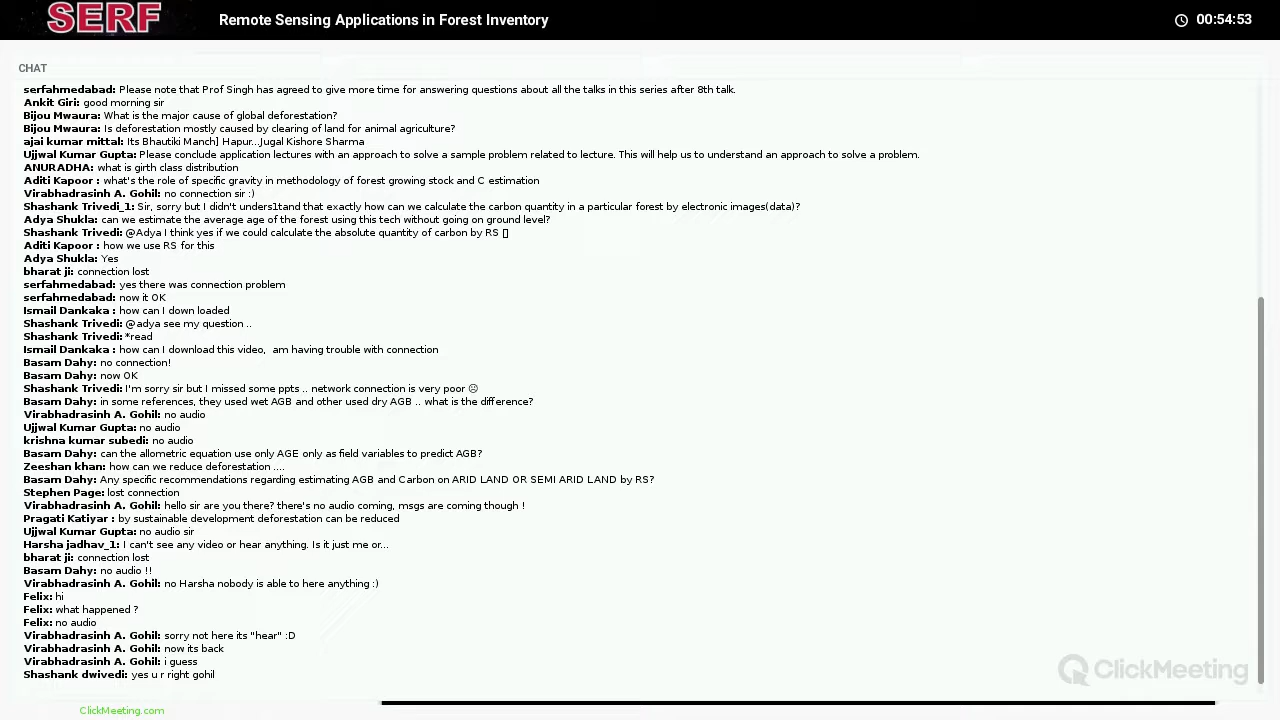 SERF
Remote Sensing Applications in Forest Inventory
00:54:53
CHAT
serfahmedabad: Please note that Prof Singh has agreed to give more time for answering questions about all the talks in this series after 8th talk.
Ankit Giri: good morning sir
Bijou Mwaura: What is the major cause of global deforestation?
Bijou Mwaura: Is deforestation mostly caused by clearing of land for animal agriculture?
ajai kumar mittal: Its Bhautiki Manch] Hapur...Jugal Kishore Sharma
Ujjwal Kumar Gupta: Please conclude application lectures with an approach to solve a sample problem related to lecture. This will help us to understand an approach to solve a problem.
ANURADHA: what is girth class distribution
Aditi Kapoor : what's the role of specific gravity in methodology of forest growing stock and C estimation
Virabhadrasinh A. Gohil: no connection sir :)
Shashank Trivedi_1: Sir, sorry but I didn't unders1tand that exactly how can we calculate the carbon quantity in a particular forest by electronic images(data)?
Adya Shukla: can we estimate the average age of the forest using this tech without going on ground level?
Shashank Trivedi: @Adya I think yes if we could calculate the absolute quantity of carbon by RS []
Aditi Kapoor : how we use RS for this
Adya Shukla: Yes
bharat ji: connection lost
serfahmedabad: yes there was connection problem
serfahmedabad: now it OK
Ismail Dankaka : how can I down loaded
Shashank Trivedi: @adya see my question ..
Shashank Trivedi: *read
Ismail Dankaka : how can I download this video,  am having trouble with connection
Basam Dahy: no connection!
Basam Dahy: now OK
Shashank Trivedi: I'm sorry sir but I missed some ppts .. network connection is very poor ☹
Basam Dahy: in some references, they used wet AGB and other used dry AGB .. what is the difference?
Virabhadrasinh A. Gohil: no audio
Ujjwal Kumar Gupta: no audio
krishna kumar subedi: no audio
Basam Dahy: can the allometric equation use only AGE only as field variables to predict AGB?
Zeeshan khan: how can we reduce deforestation ....
Basam Dahy: Any specific recommendations regarding estimating AGB and Carbon on ARID LAND OR SEMI ARID LAND by RS?
Stephen Page: lost connection
Virabhadrasinh A. Gohil: hello sir are you there? there's no audio coming, msgs are coming though !
Pragati Katiyar : by sustainable development deforestation can be reduced
Ujjwal Kumar Gupta: no audio sir
Harsha jadhav_1: I can't see any video or hear anything. Is it just me or...
bharat ji: connection lost
Basam Dahy: no audio !!
Virabhadrasinh A. Gohil: no Harsha nobody is able to here anything :)
Felix: hi
Felix: what happened ?
Felix: no audio
Virabhadrasinh A. Gohil: sorry not here its "hear" :D
Virabhadrasinh A. Gohil: now its back
Virabhadrasinh A. Gohil: i guess
Shashank dwivedi: yes u r right gohil
ClickMeeting
ClickMeeting.com